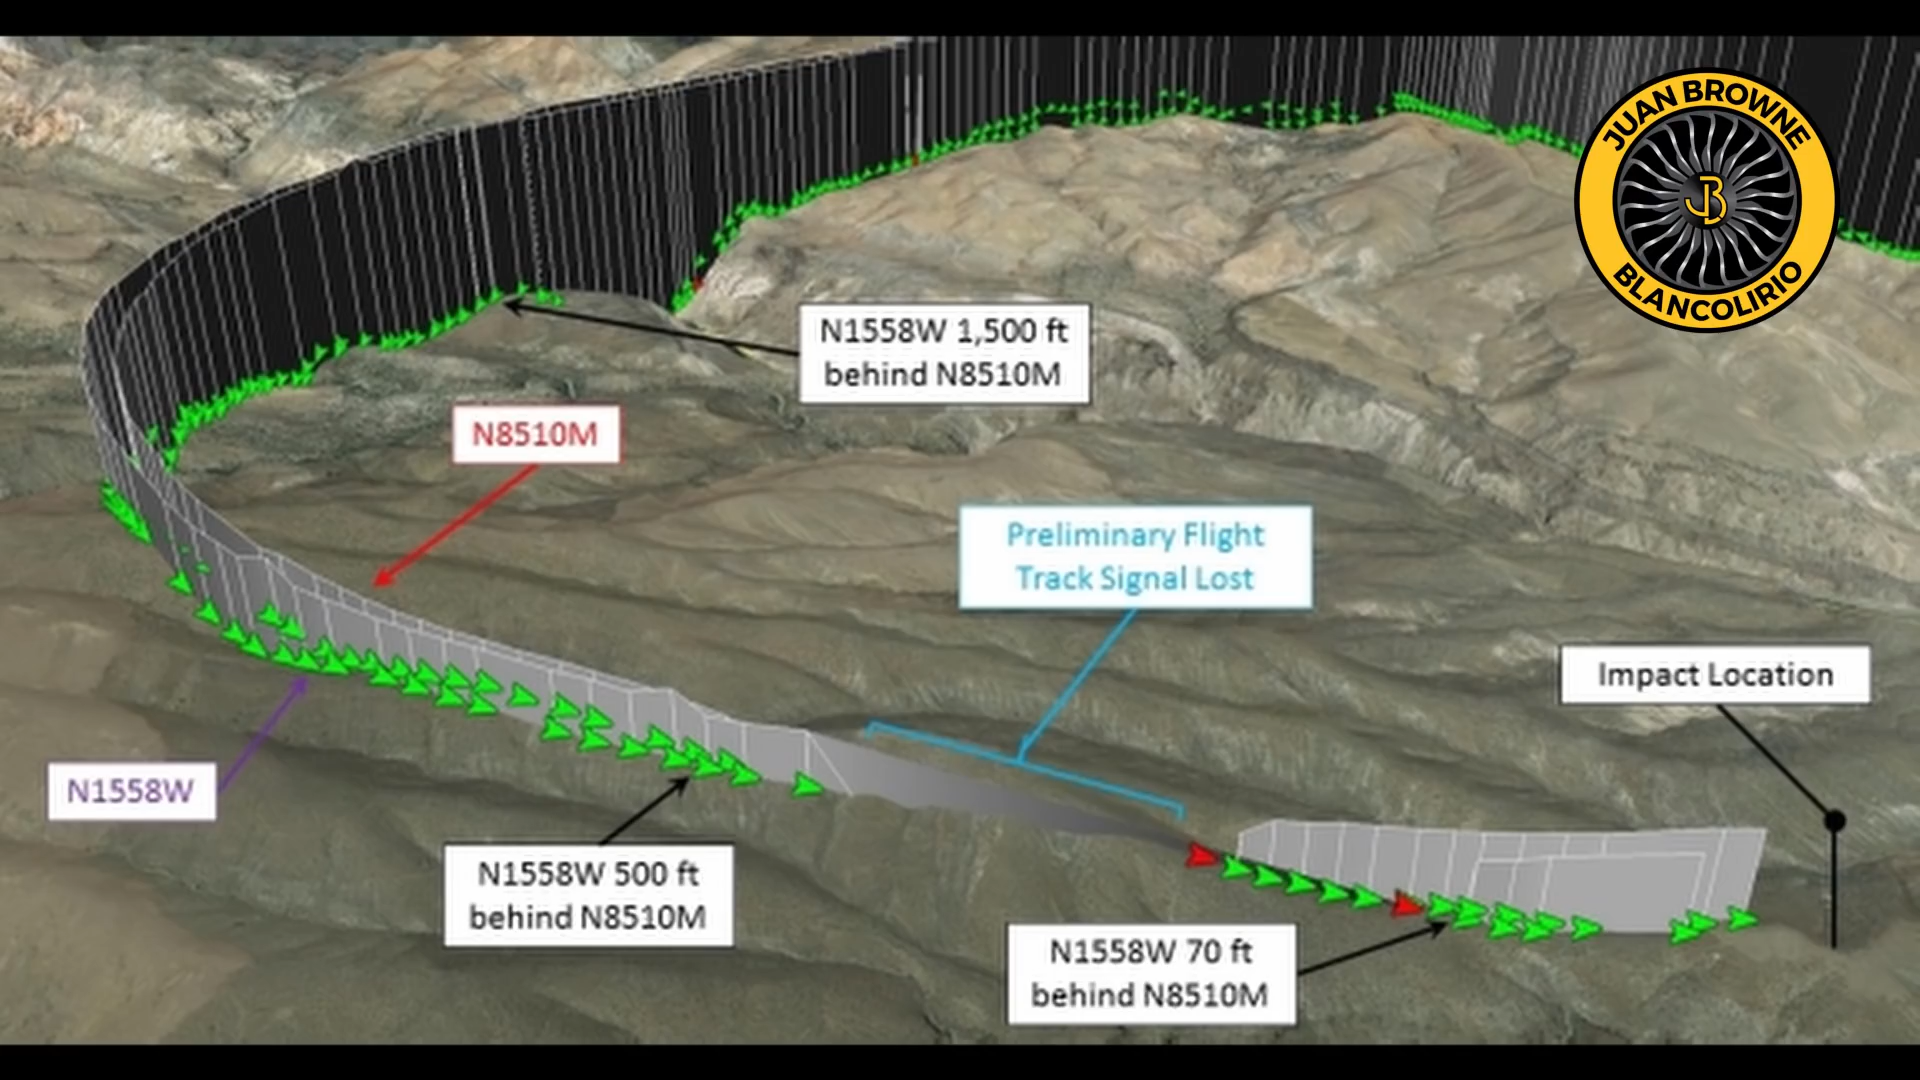 JUAN BROWNE
JB
BLANCOLIRIO
N1558W 1,500 ft
behind N8510M
N8510M
Preliminary Flight
Track Signal Lost
Impact Location
N1558W
N1558W 500 ft
behind N8510M
N1558W 70 ft
behind N8510M